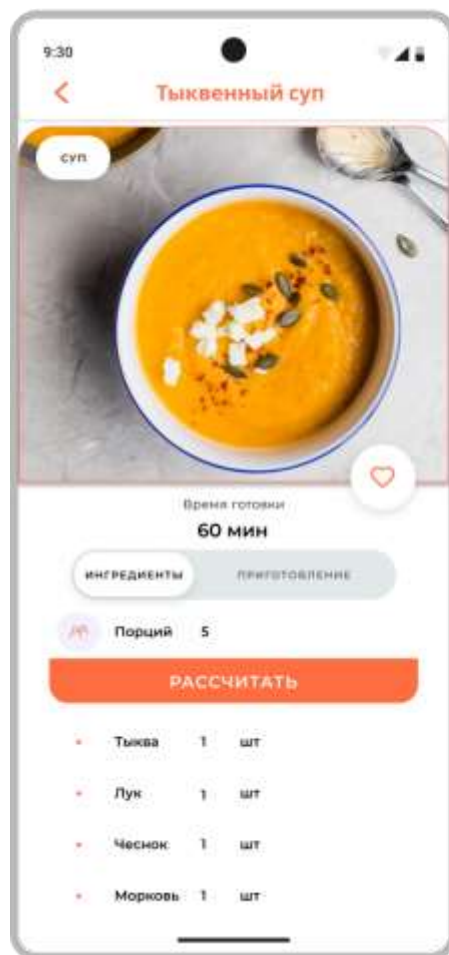 9:30
Тыквенный суп
суп
Время готовки
60 мин
ИНГРЕДИЕНТЫ ПРИГОТОВЛЕНИЕ
Порций 5
РАССЧИТАТЬ
Тыква 1 шт
Лук 1 шт
Чеснок 1 шт
Морковь 1 шт